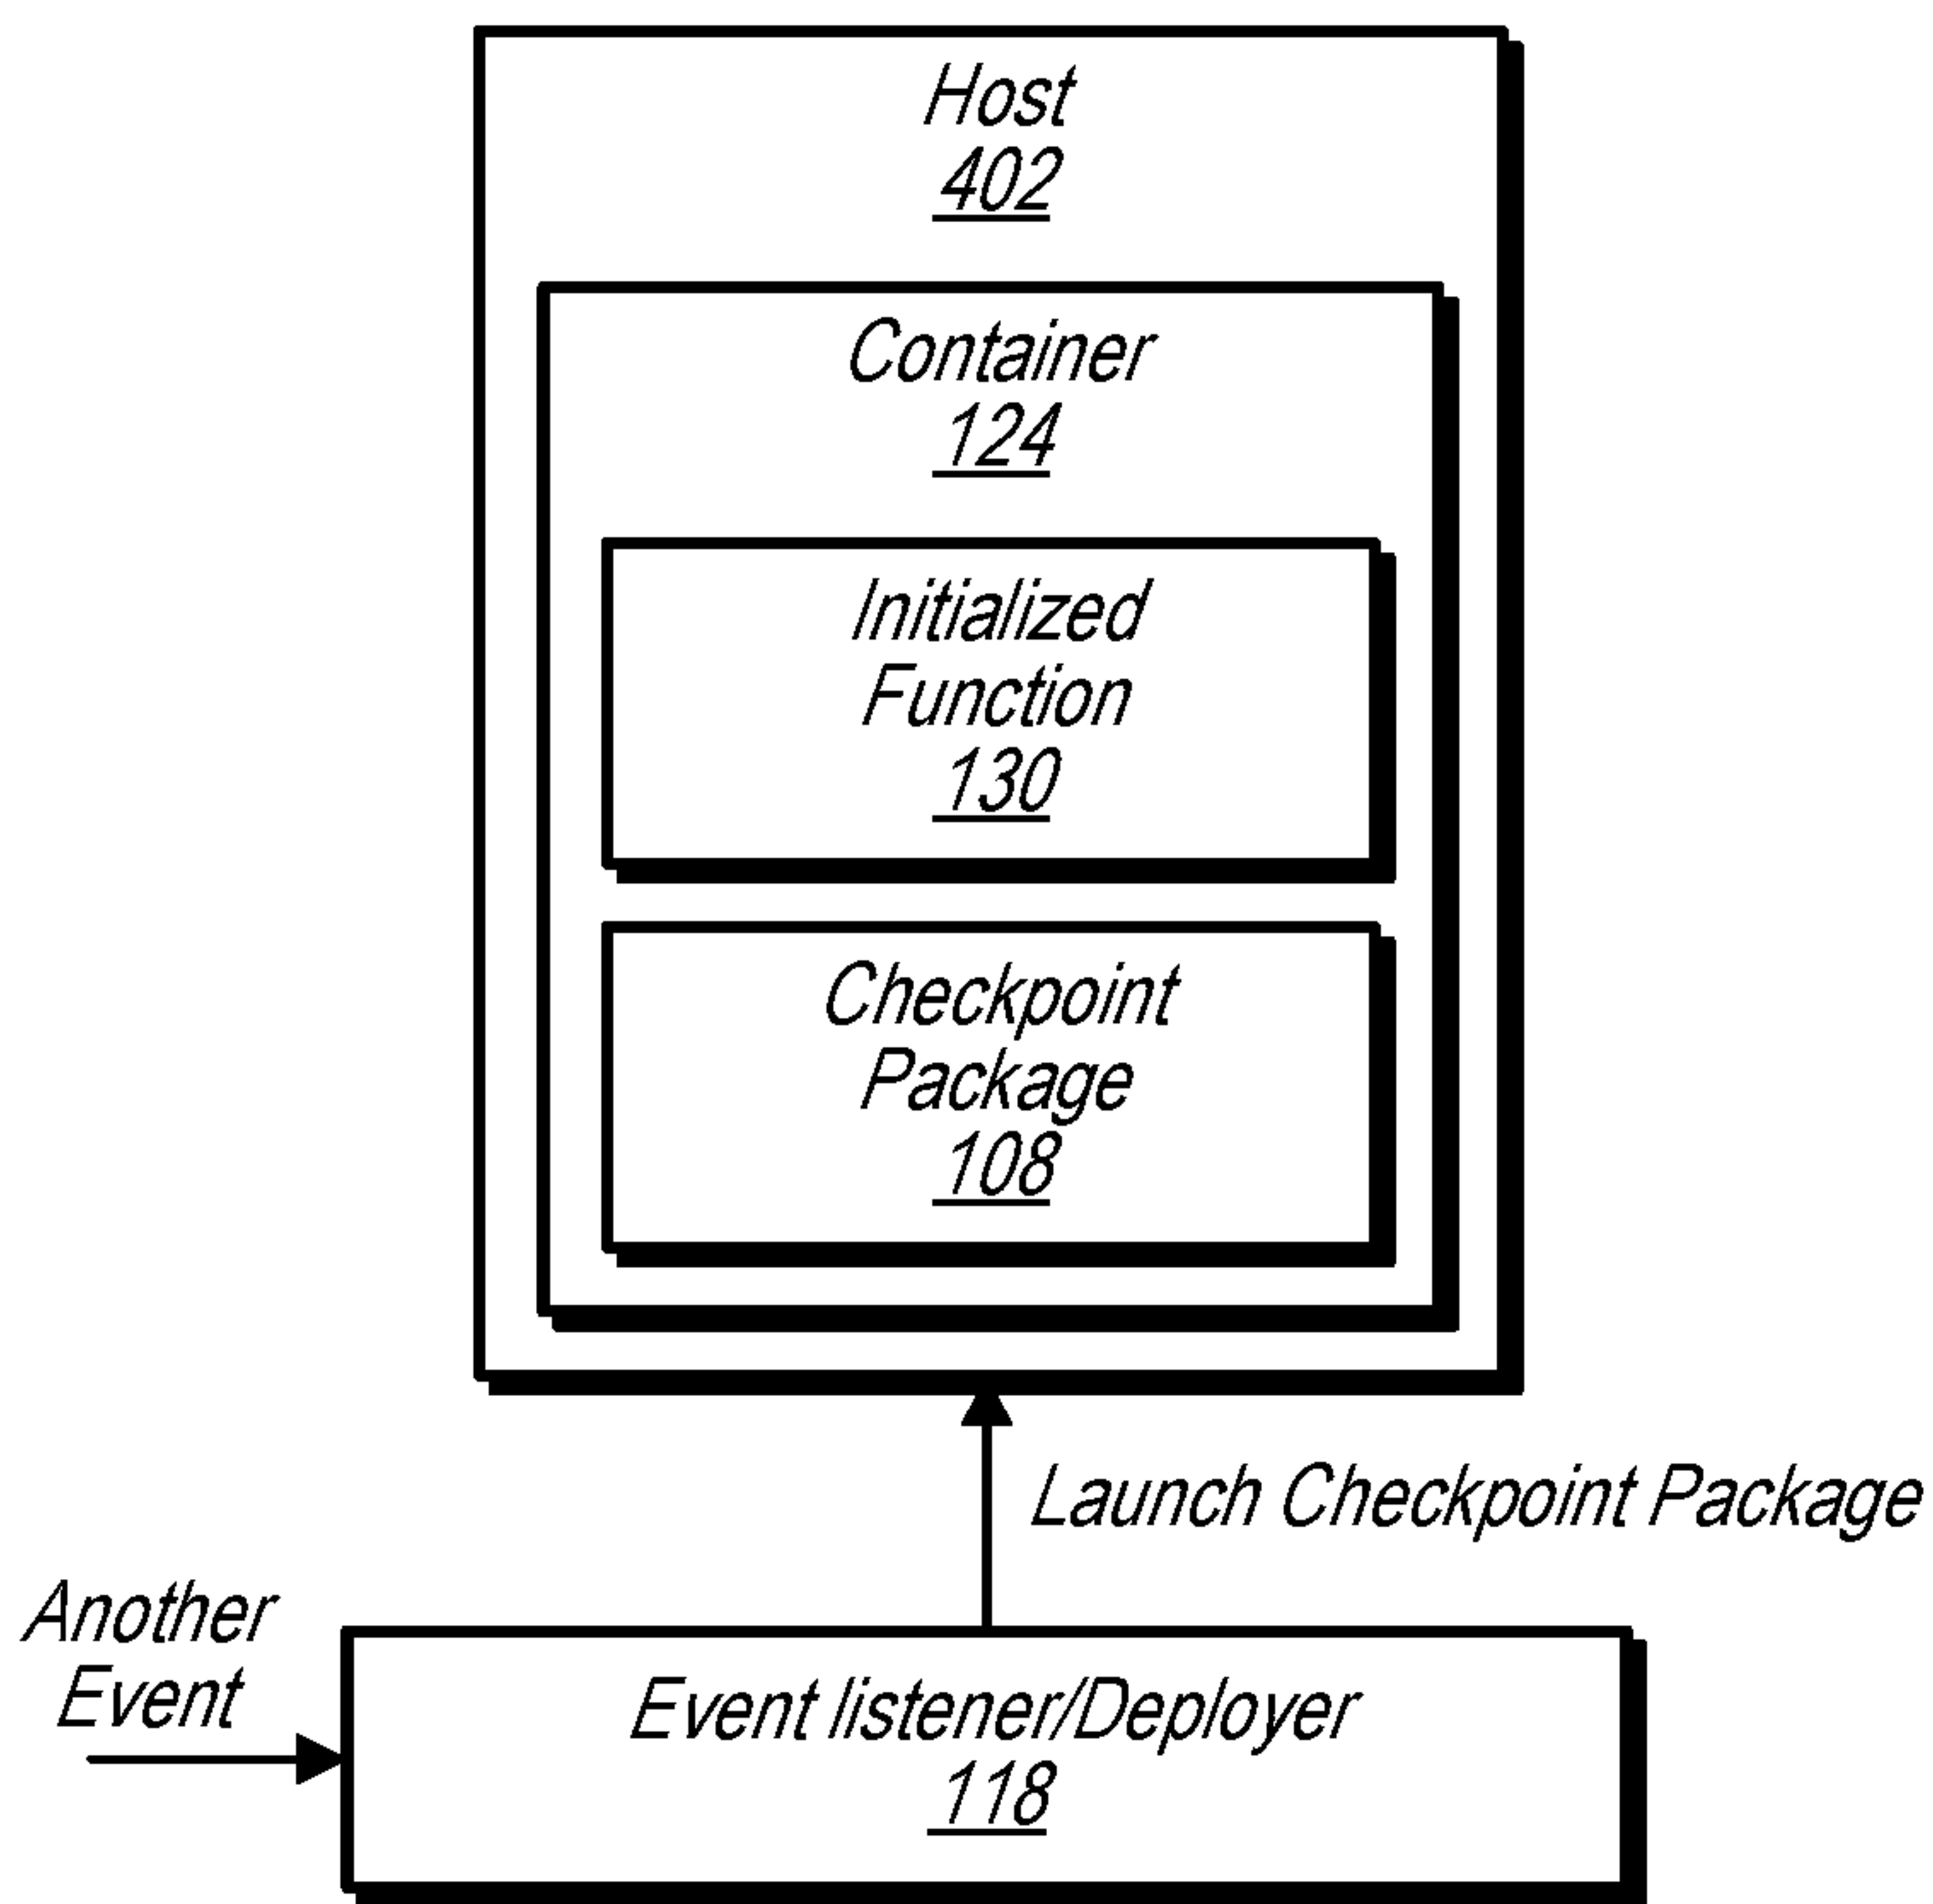 Host
402
Container
124
Initialized
Function
130
Checkpoint
Package
108
Launch Checkpoint Package
Another
Event
Event listener/Deployer
118